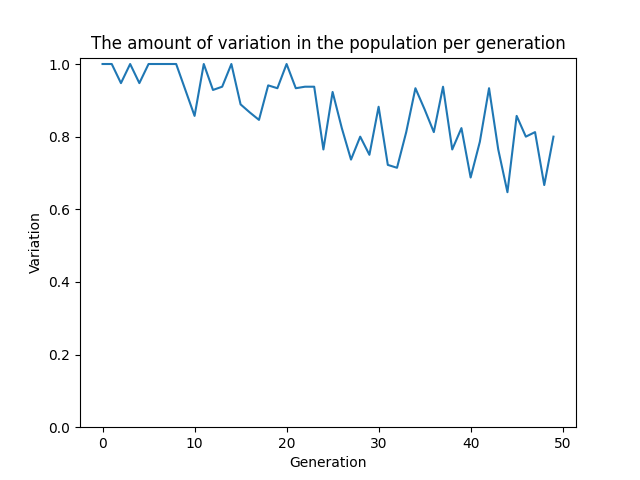 The amount of variation in the population per generation
1.0
0.8
0.6
0.4
0.2
0.0
Variation
0 10 20 30 40 50
Generation